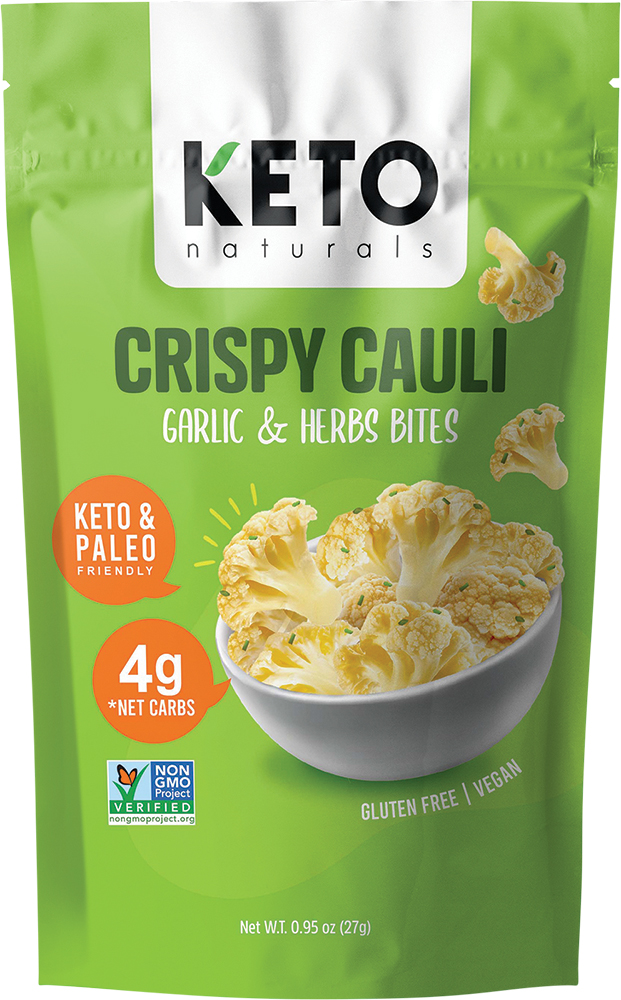 KETO
naturals
CRISPY CAULI
GARLIC & HERBS BITES
KETO &
PALEO
FRIENDLY
4g
*NET CARBS
NON
GMO
Project
VERIFIED
nongmoproject.org
GLUTEN FREE | VEGAN
Net W.T. 0.95 oz (27g)